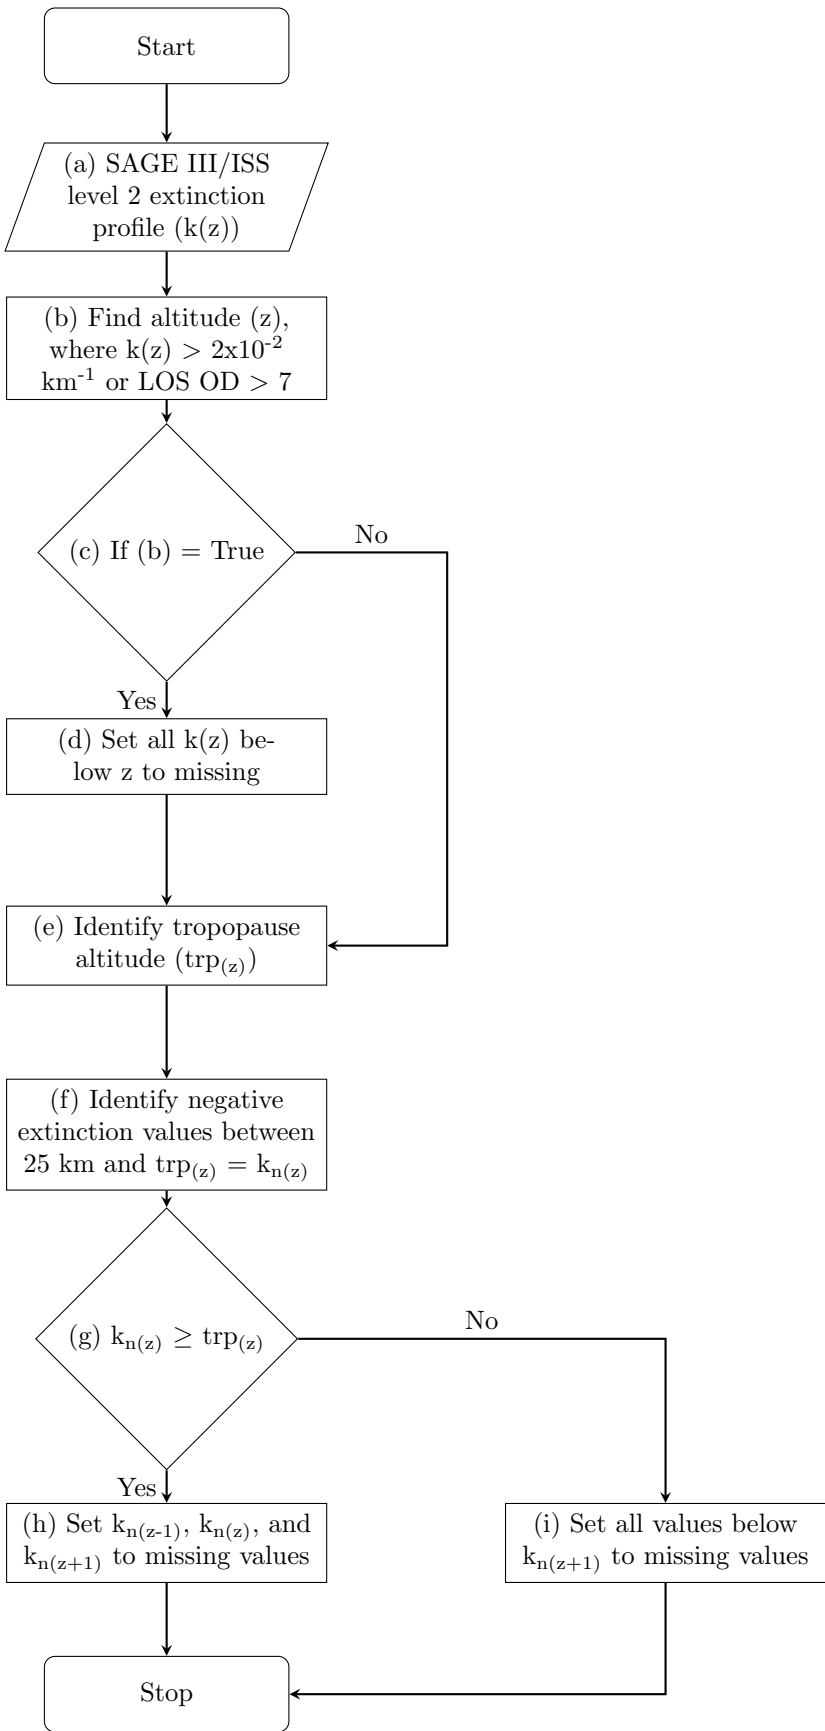 Start
(a) SAGE III/ISS
level 2 extinction
profile (k(z))
(b) Find altitude (z),
where k(z) > 2x10⁻²
km⁻¹ or LOS OD > 7
(c) If (b) = True
No
Yes
(d) Set all k(z) be-
low z to missing
(e) Identify tropopause
altitude (trp₍z₎)
(f) Identify negative
extinction values between
25 km and trp₍z₎ = kₙ₍z₎
(g) kₙ₍z₎ ≥ trp₍z₎
No
Yes
(h) Set kₙ₍z₋₁₎, kₙ₍z₎, and
kₙ₍z₊₁₎ to missing values
(i) Set all values below
kₙ₍z₊₁₎ to missing values
Stop